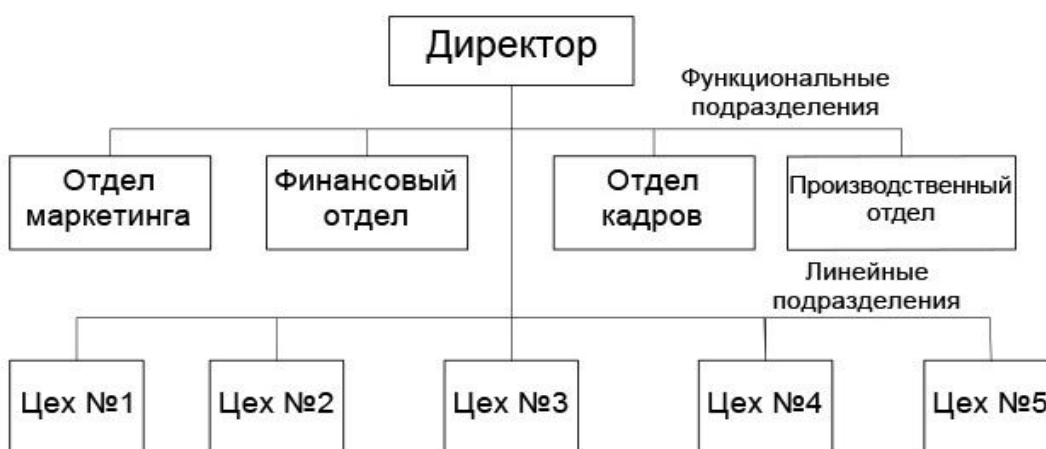 Директор
Функциональные
подразделения
Отдел
маркетинга
Финансовый
отдел
Отдел
кадров
Производственный
отдел
Линейные
подразделения
Цех №1
Цех №2
Цех №3
Цех №4
Цех №5